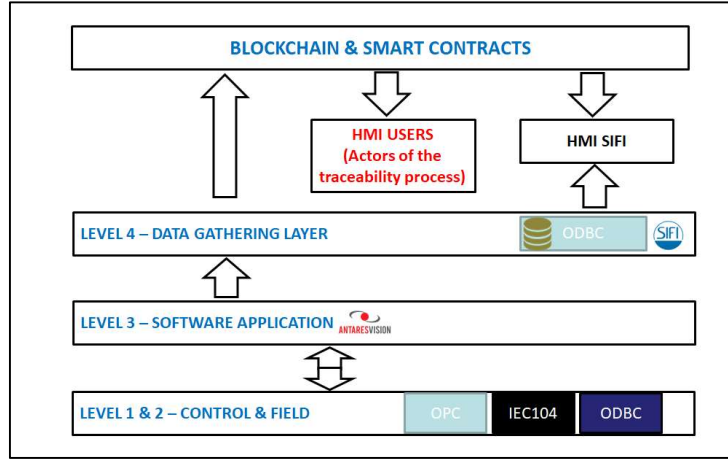 BLOCKCHAIN & SMART CONTRACTS
HMI USERS
(Actors of the
traceability process)
HMI SIFI
LEVEL 4 – DATA GATHERING LAYER
ODBC
SIFI
LEVEL 3 – SOFTWARE APPLICATION
ANTARESVISION
LEVEL 1 & 2 – CONTROL & FIELD
OPC
IEC104
ODBC